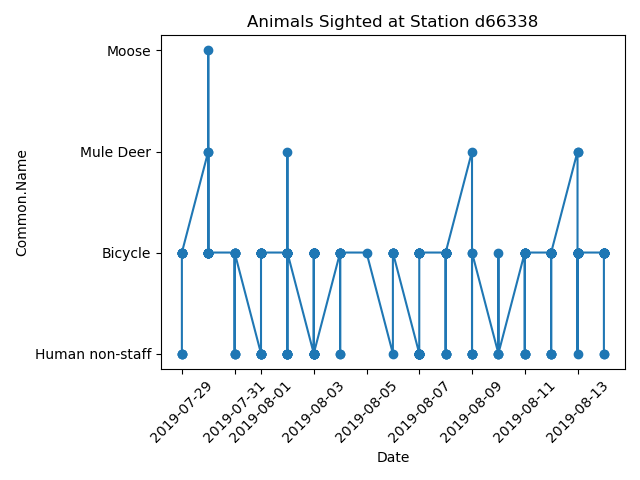 Animals Sighted at Station d66338
Moose
Mule Deer
Bicycle
Human non-staff
Common.Name
2019-07-29
2019-07-31
2019-08-01
2019-08-03
2019-08-05
2019-08-07
2019-08-09
2019-08-11
2019-08-13
Date